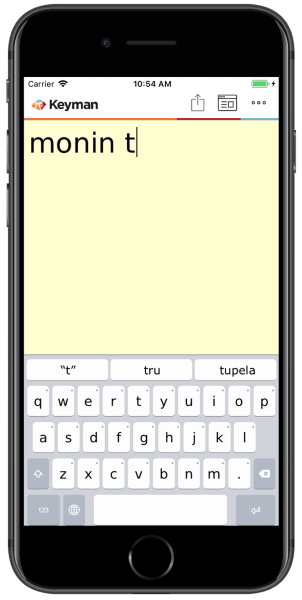 Carrier 10:54 AM
Keyman
monin t
“t” tru tupela
q w e r t y u i o p
a s d f g h j k l
z x c v b n m .
123